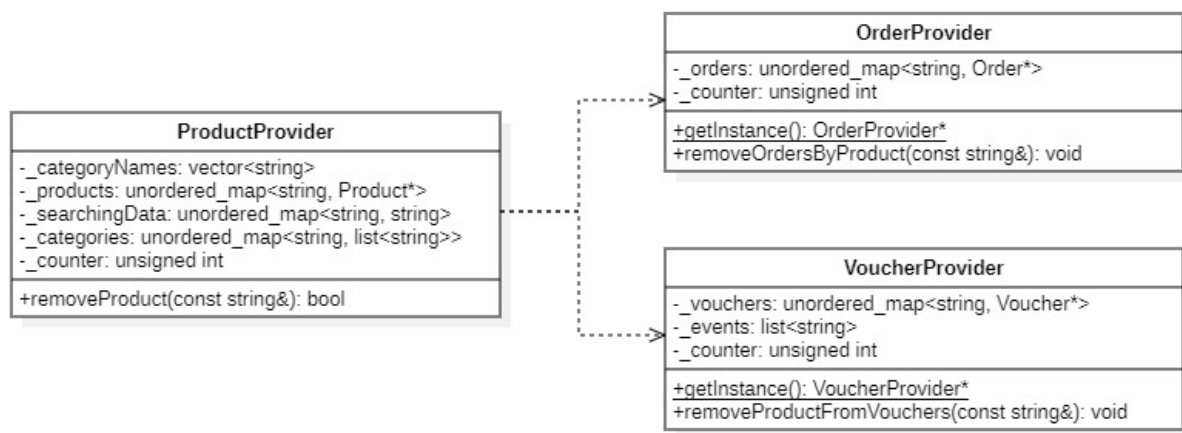 ProductProvider
-_categoryNames: vector<string>
-_products: unordered_map<string, Product*>
-_searchingData: unordered_map<string, string>
-_categories: unordered_map<string, list<string>>
-_counter: unsigned int
+removeProduct(const string&): bool
OrderProvider
-_orders: unordered_map<string, Order*>
-_counter: unsigned int
+getInstance(): OrderProvider*
+removeOrdersByProduct(const string&): void
VoucherProvider
-_vouchers: unordered_map<string, Voucher*>
-_events: list<string>
-_counter: unsigned int
+getInstance(): VoucherProvider*
+removeProductFromVouchers(const string&): void